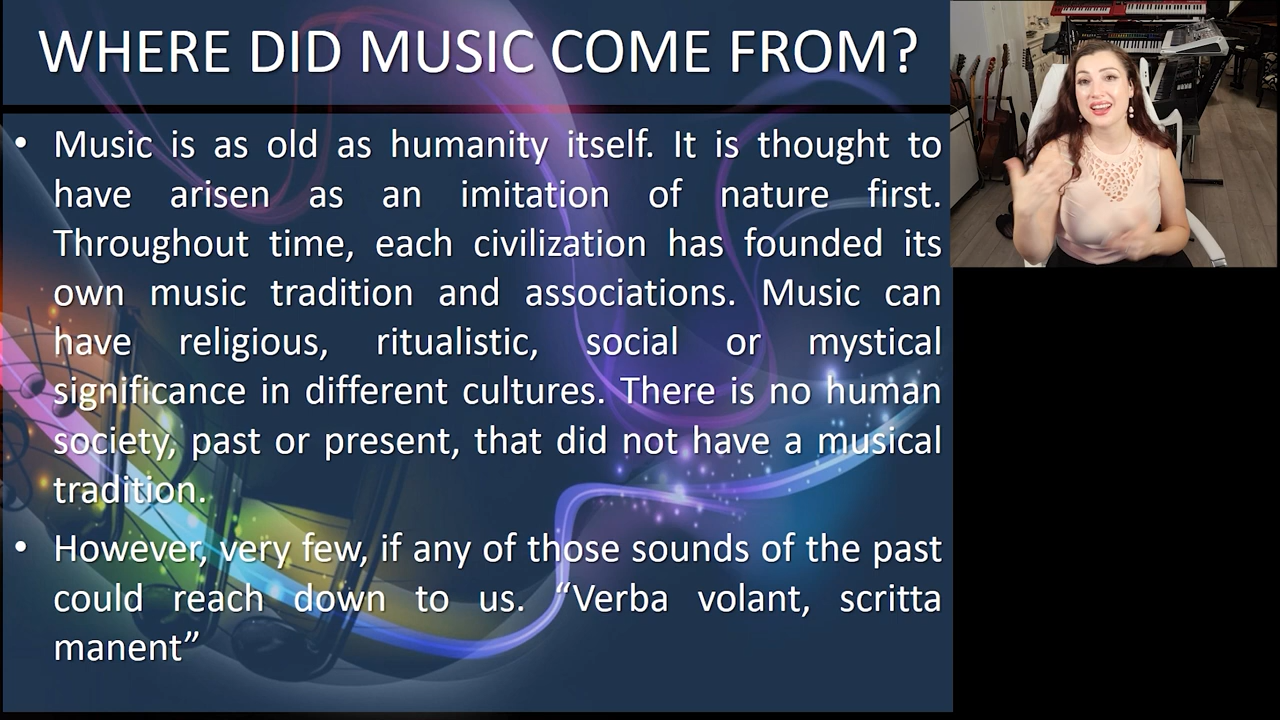 WHERE DID MUSIC COME FROM?
• Music is as old as humanity itself. It is thought to
have arisen as an imitation of nature first.
Throughout time, each civilization has founded its
own music tradition and associations. Music can
have religious, ritualistic, social or mystical
significance in different cultures. There is no human
society, past or present, that did not have a musical
tradition.
• However, very few, if any of those sounds of the past
could reach down to us. “Verba volant, scritta
manent”